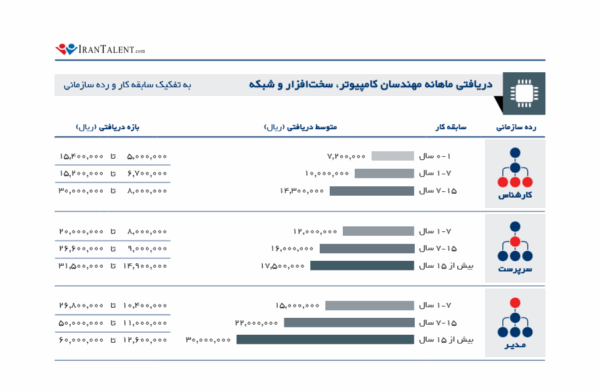 IRANTALENT.com
دریافتی ماهانه مهندسان کامپیوتر، سخت‌افزار و شبکه به تفکیک سابقه کار و رده سازمانی
رده سازمانی سابقه کار متوسط دریافتی (ریال) بازه دریافتی (ریال)
کارشناس
۰-۱ سال ۷,۲۰۰,۰۰۰ ۵,۰۰۰,۰۰۰ تا ۱۵,۴۰۰,۰۰۰
۱-۷ سال ۱۰,۰۰۰,۰۰۰ ۶,۷۰۰,۰۰۰ تا ۱۵,۲۰۰,۰۰۰
۷-۱۵ سال ۱۴,۳۰۰,۰۰۰ ۸,۰۰۰,۰۰۰ تا ۳۰,۰۰۰,۰۰۰
سرپرست
۱-۷ سال ۱۲,۰۰۰,۰۰۰ ۸,۰۰۰,۰۰۰ تا ۲۰,۰۰۰,۰۰۰
۷-۱۵ سال ۱۶,۰۰۰,۰۰۰ ۹,۰۰۰,۰۰۰ تا ۲۶,۶۰۰,۰۰۰
بیش از ۱۵ سال ۱۷,۵۰۰,۰۰۰ ۱۴,۹۰۰,۰۰۰ تا ۳۱,۵۰۰,۰۰۰
مدیر
۱-۷ سال ۱۵,۰۰۰,۰۰۰ ۱۰,۴۰۰,۰۰۰ تا ۲۶,۸۰۰,۰۰۰
۷-۱۵ سال ۲۲,۰۰۰,۰۰۰ ۱۱,۰۰۰,۰۰۰ تا ۵۰,۰۰۰,۰۰۰
بیش از ۱۵ سال ۳۰,۰۰۰,۰۰۰ ۱۲,۶۰۰,۰۰۰ تا ۶۰,۰۰۰,۰۰۰